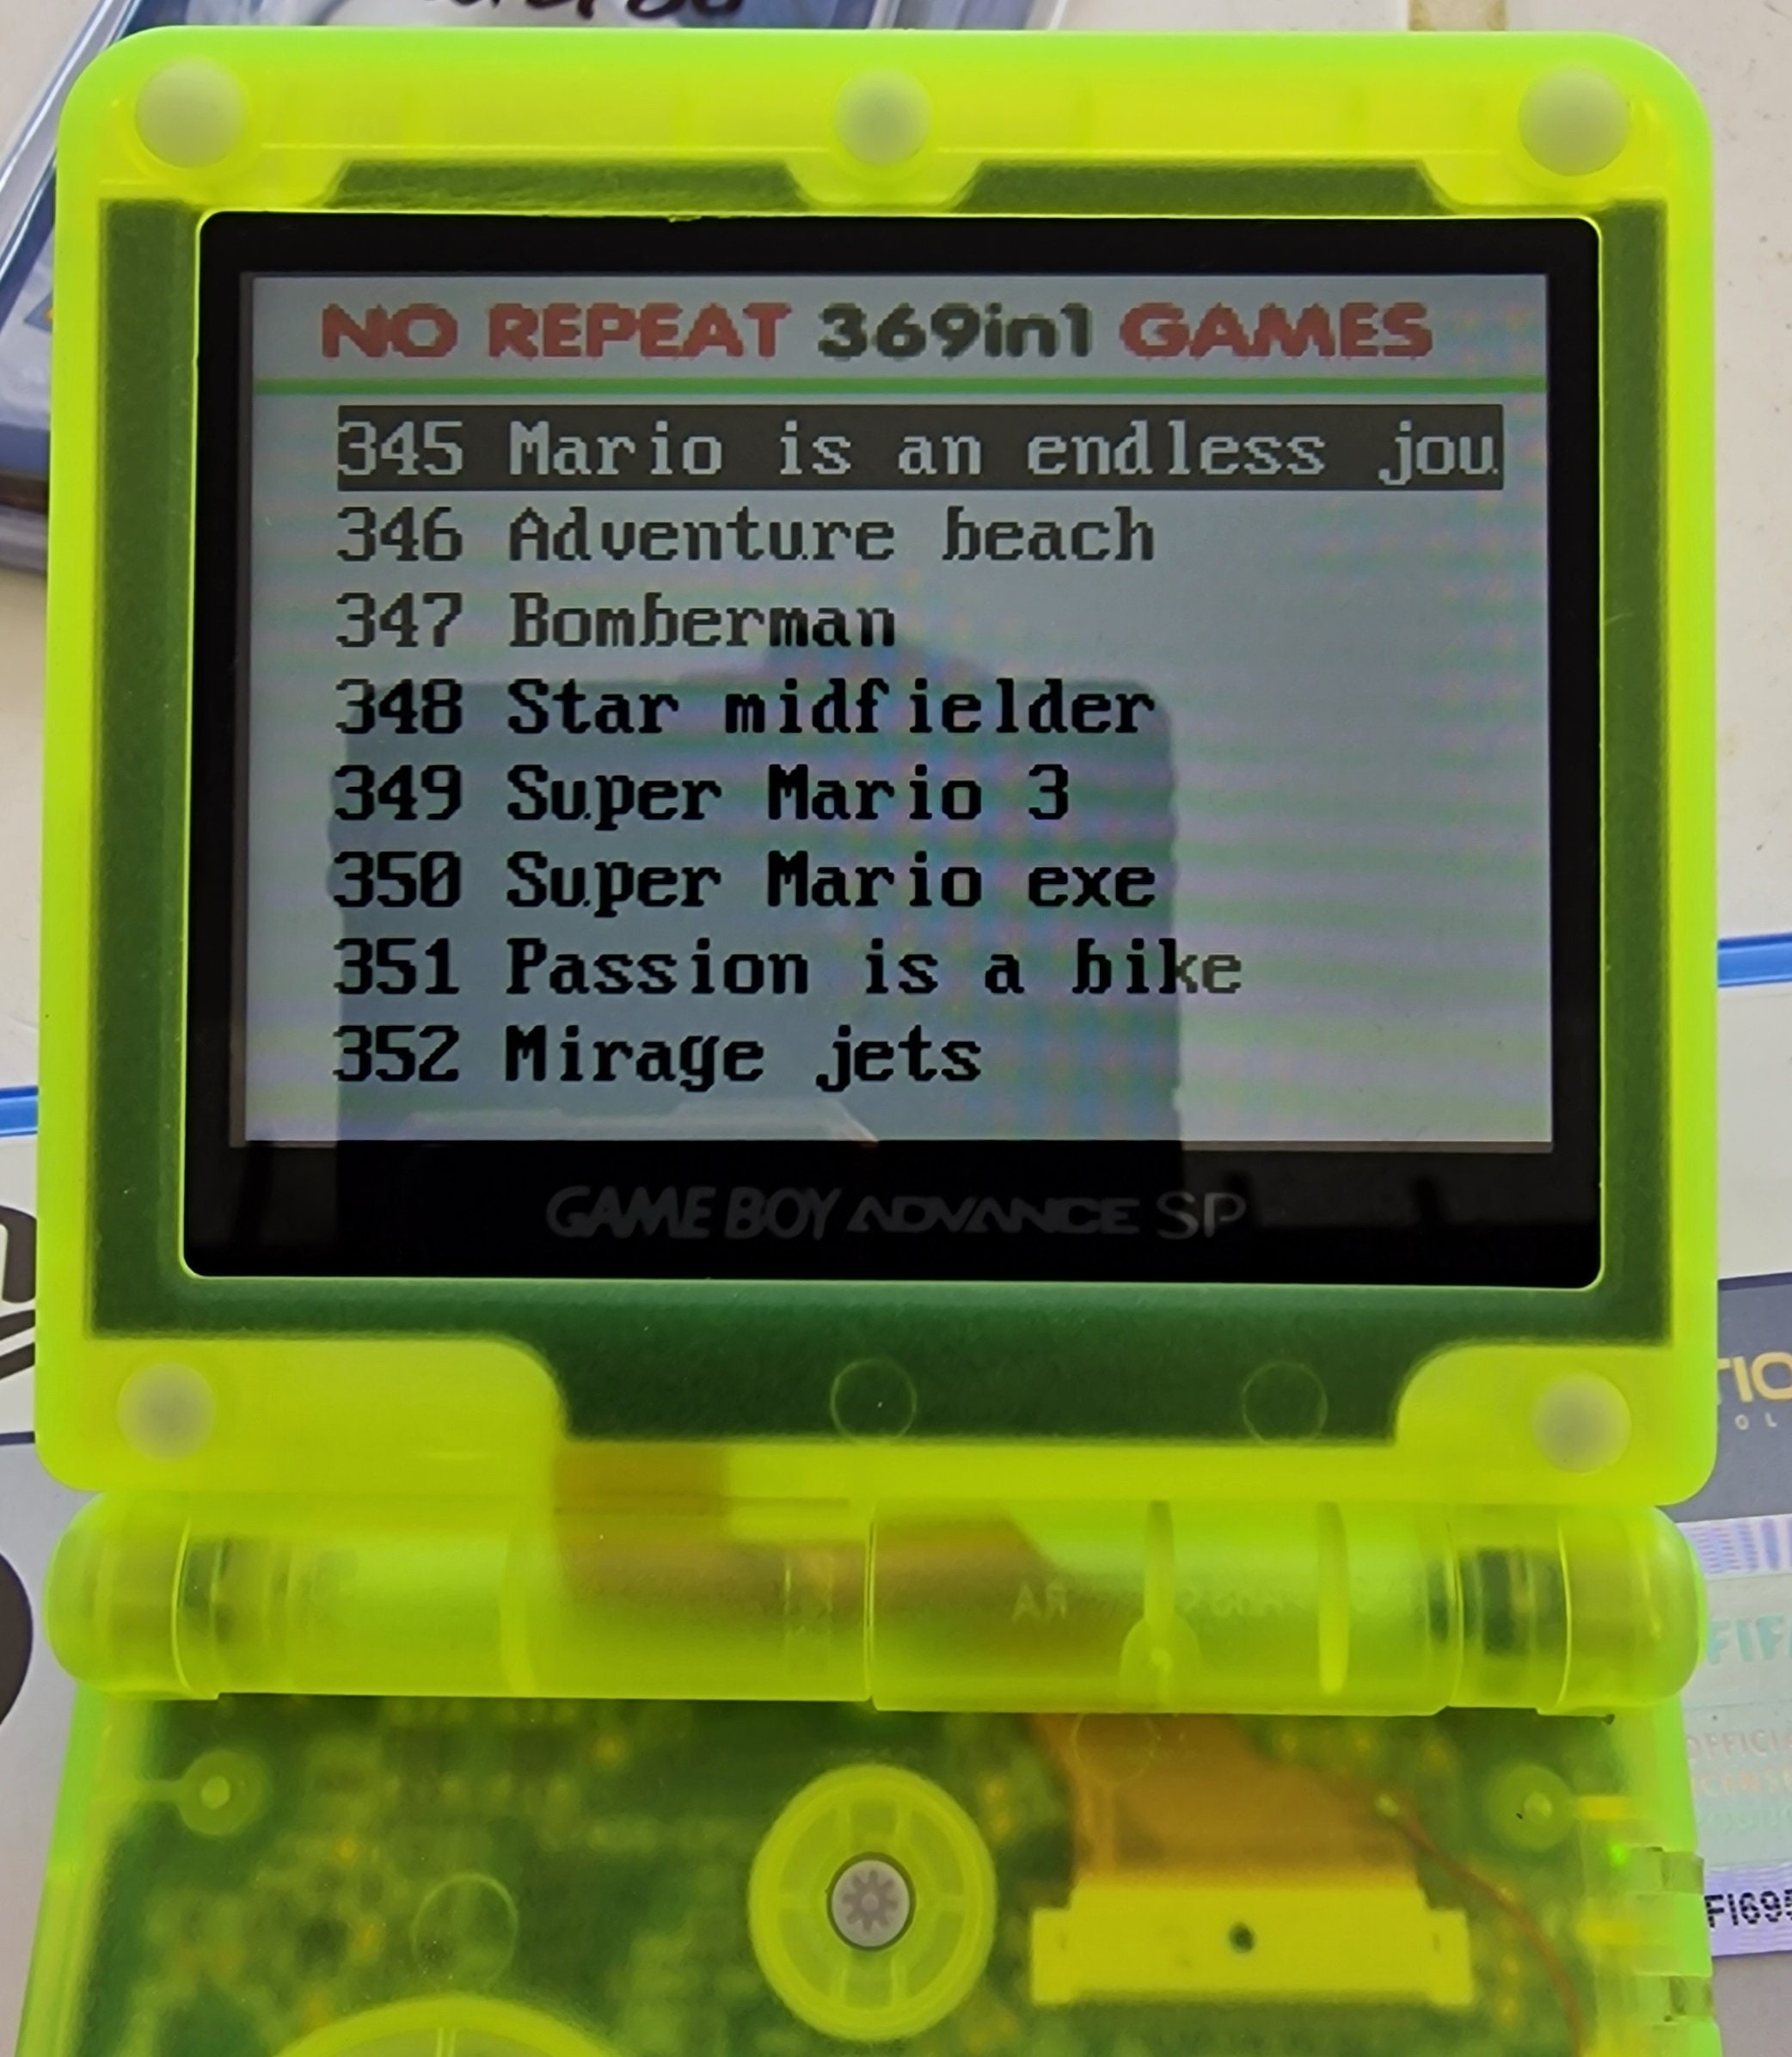 NO REPEAT 369in1 GAMES
345 Mario is an endless jou
346 Adventure beach
347 Bomberman
348 Star midfielder
349 Super Mario 3
350 Super Mario exe
351 Passion is a bike
352 Mirage jets
GAME BOY ADVANCE SP